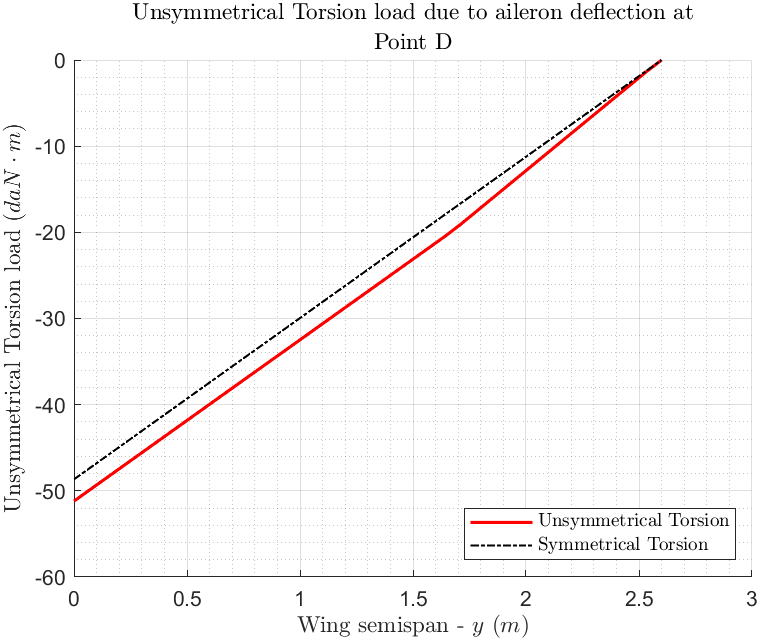 Unsymmetrical Torsion load due to aileron deflection at
Point D
Unsymmetrical Torsion load (daN · m)
0
-10
-20
-30
-40
-50
-60
0
0.5
1
1.5
2
2.5
3
Wing semispan - y (m)
Unsymmetrical Torsion
Symmetrical Torsion